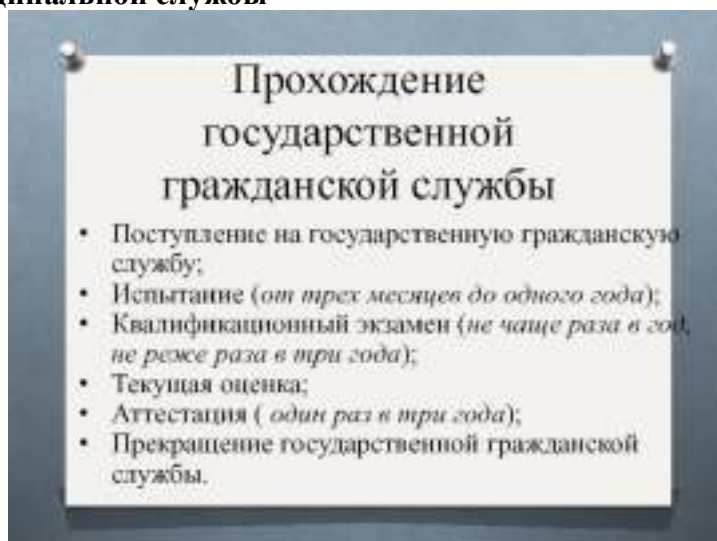 службы
Прохождение
государственной
гражданской службы
• Поступление на государственную гражданскую
службу;
• Испытание (от трех месяцев до одного года);
• Квалификационный экзамен (не чаще раза в год,
не реже раза в три года);
• Текущая оценка;
• Аттестация ( один раз в три года);
• Прекращение государственной гражданской
службы.